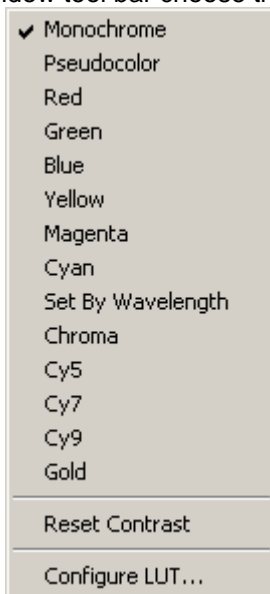 Monochrome
Pseudocolor
Red
Green
Blue
Yellow
Magenta
Cyan
Set By Wavelength
Chroma
Cy5
Cy7
Cy9
Gold
Reset Contrast
Configure LUT...